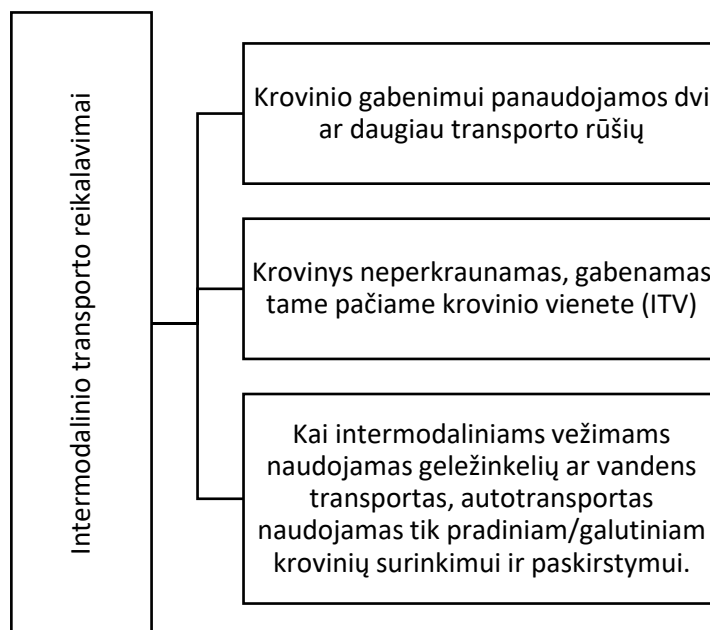 Intermodalinio transporto reikalavimai
Krovinio gabenimui panaudojamos dvi
ar daugiau transporto rūšių
Krovinys neperkraunamas, gabenamas
tame pačiame krovinio vienete (ITV)
Kai intermodaliniams vežimams
naudojamas geležinkelių ar vandens
transportas, autotransportas
naudojamas tik pradiniam/galutiniam
krovinių surinkimui ir paskirstymui.